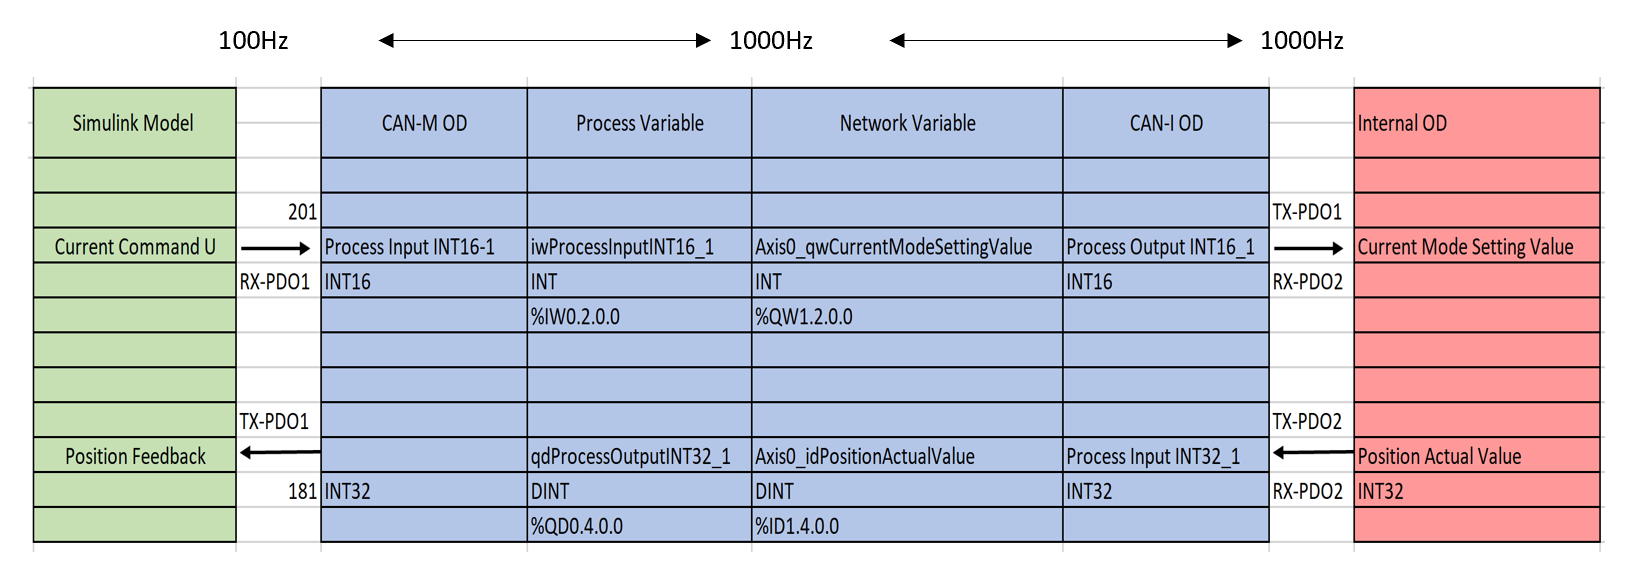 100Hz 1000Hz 1000Hz
Simulink Model CAN-M OD Process Variable Network Variable CAN-I OD Internal OD
201 TX-PDO1
Current Command U Process Input INT16-1 iwProcessInputINT16_1 Axis0_qwCurrentModeSettingValue Process Output INT16_1 Current Mode Setting Value
RX-PDO1 INT16 INT INT INT16 RX-PDO2
%IW0.2.0.0 %QW1.2.0.0
TX-PDO1 TX-PDO2
Position Feedback qdProcessOutputINT32_1 Axis0_idPositionActualValue Process Input INT32_1 Position Actual Value
181 INT32 DINT DINT INT32 RX-PDO2 INT32
%QD0.4.0.0 %ID1.4.0.0